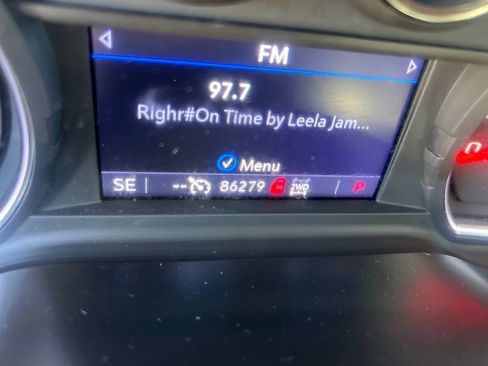 FM
97.7
Righr#On Time by Leela Jam...
Menu
SE -- 86279 2WD P